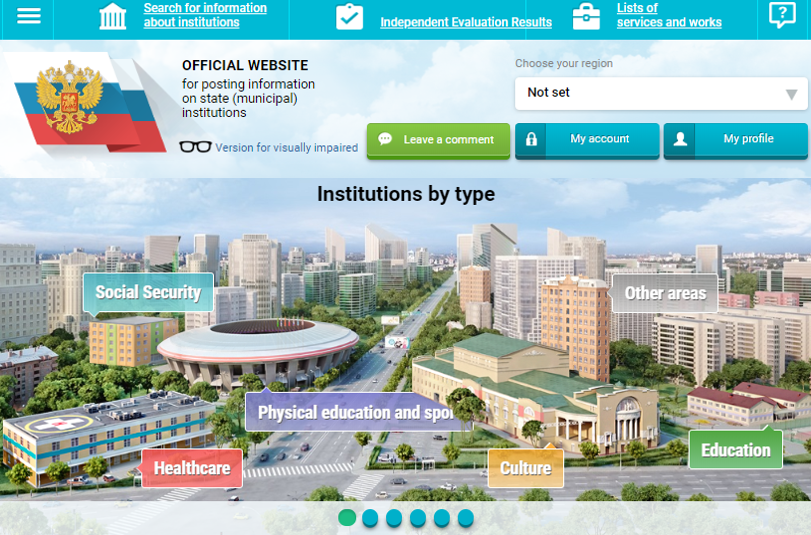 Search for information
about institutions
Independent Evaluation Results
Lists of
services and works
?
OFFICIAL WEBSITE
for posting information
on state (municipal)
institutions
Version for visually impaired
Choose your region
Not set
Leave a comment
My account
My profile
Institutions by type
Social Security
Other areas
Physical education and spor
Education
Healthcare
Culture